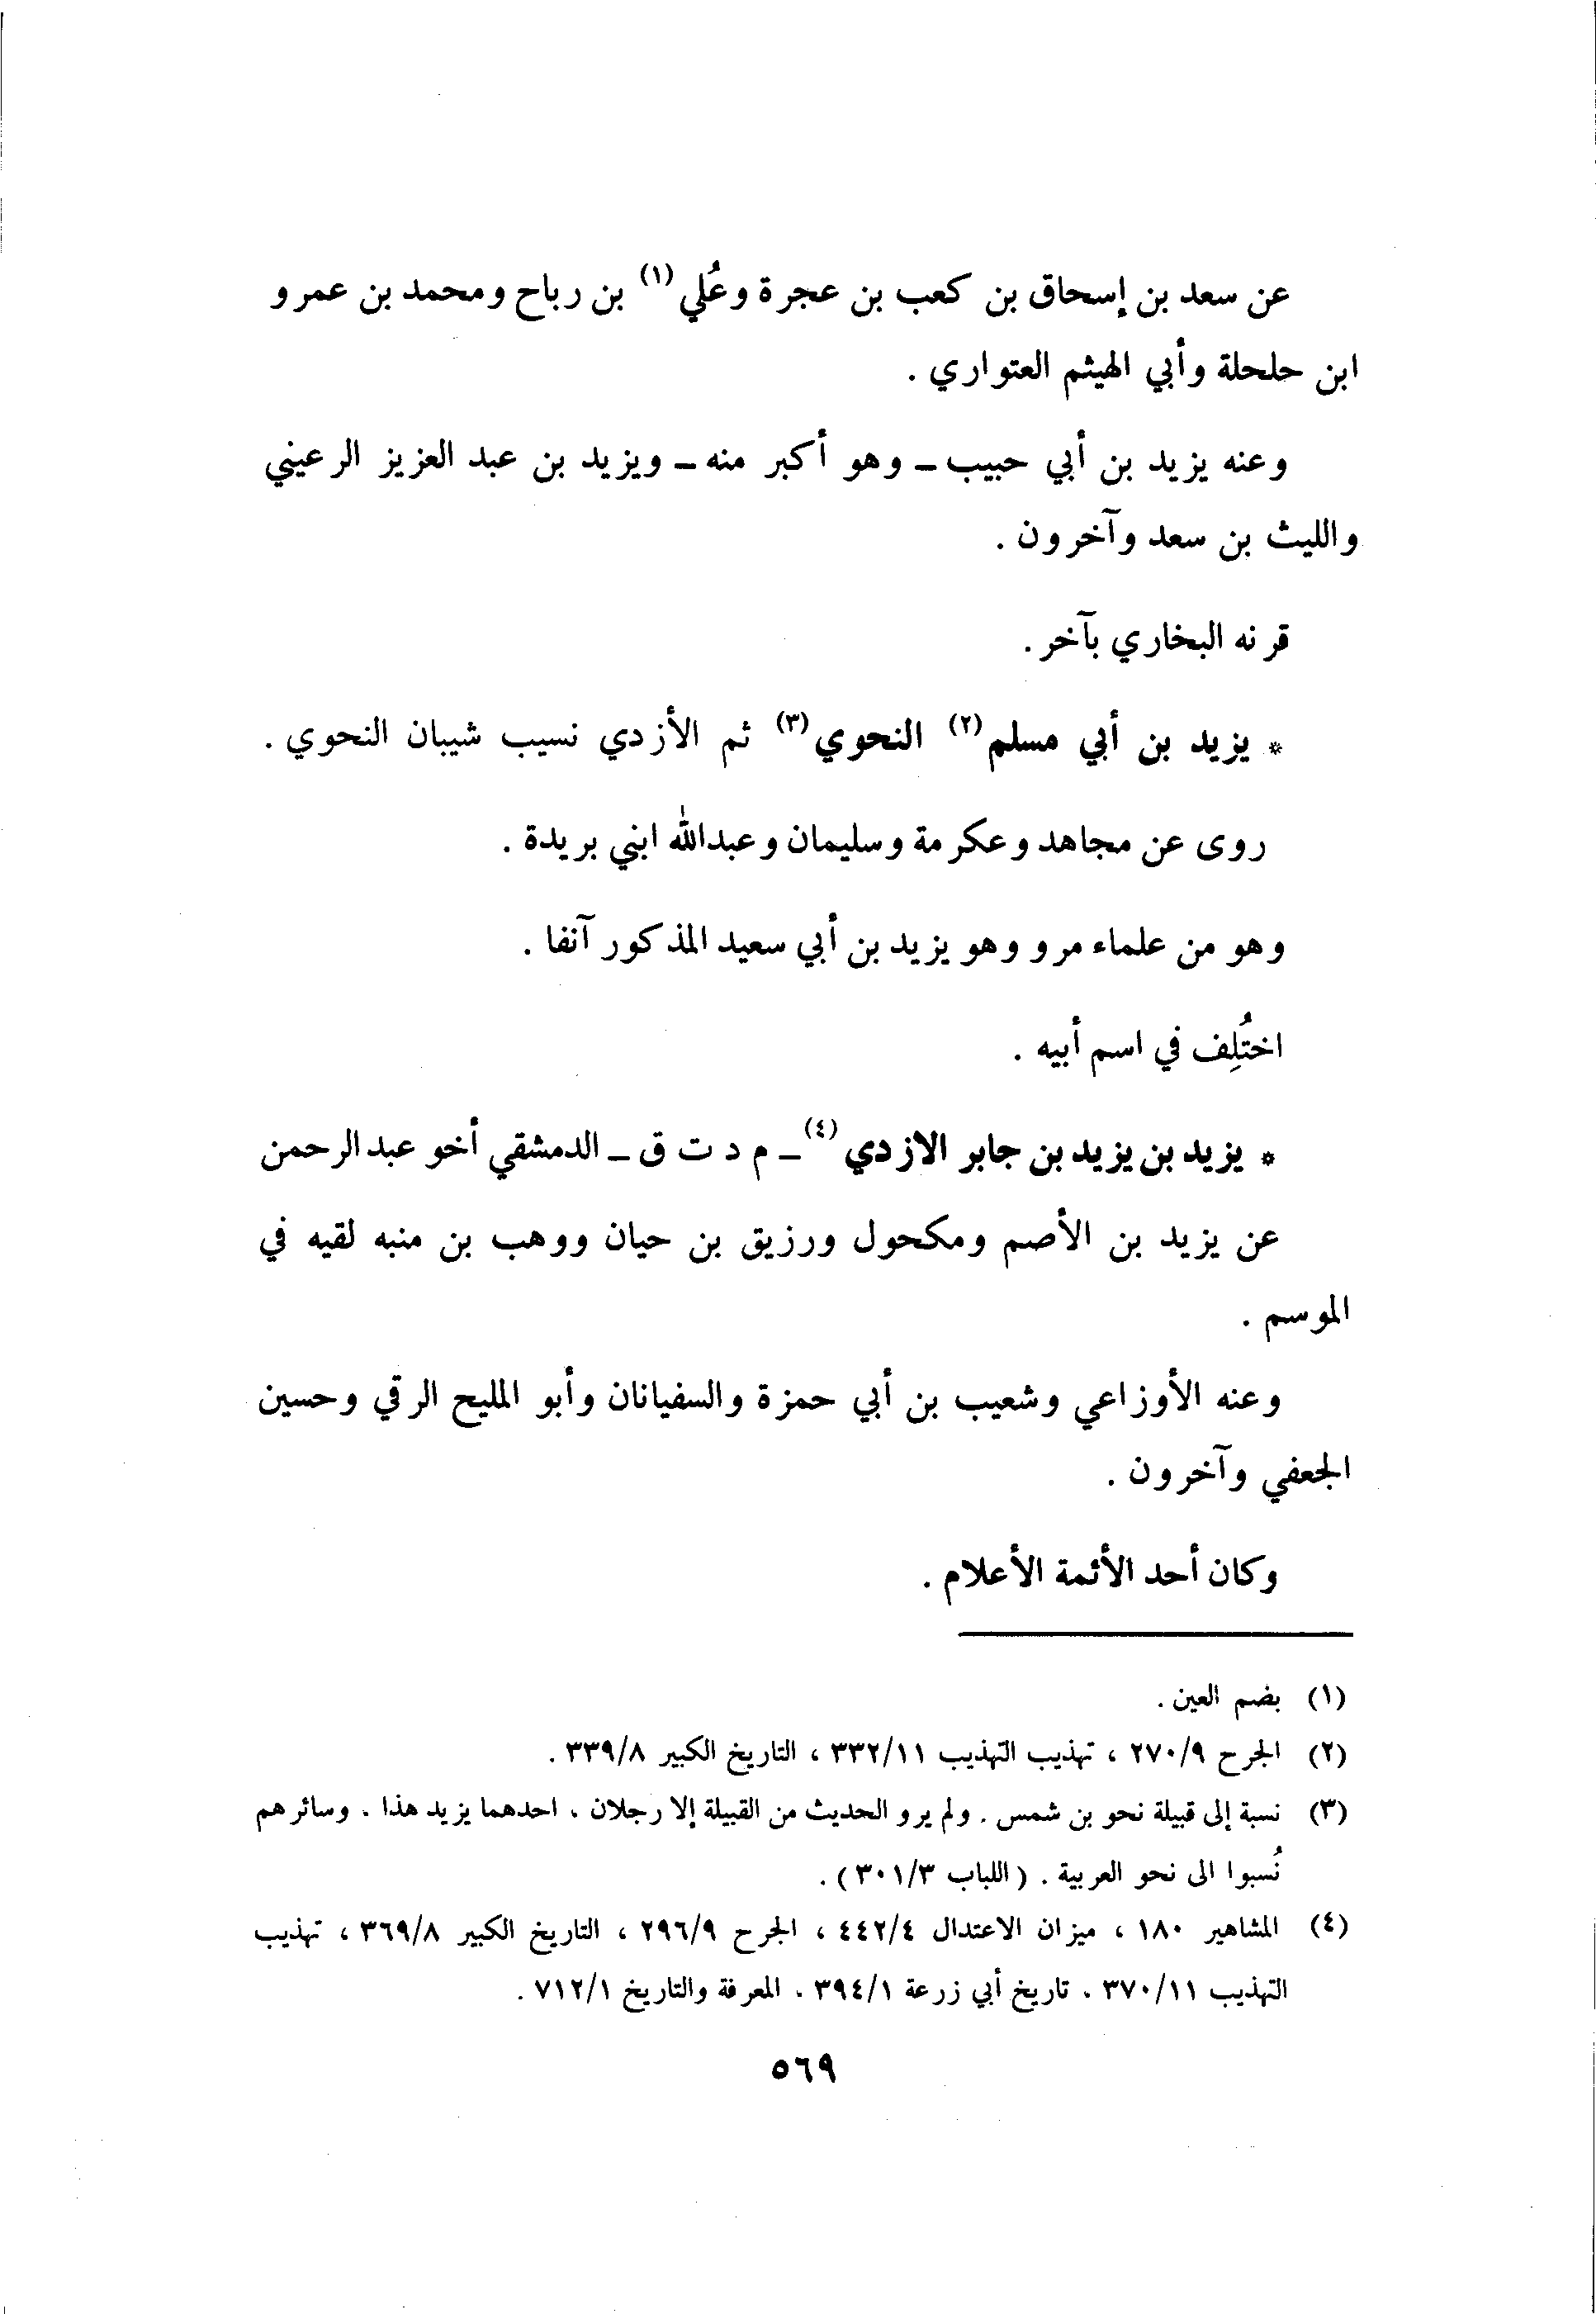 عن سعد بن إسحاق بن كعب بن عجرة وعُلي (١) بن رباح ومحمد بن عمرو
ابن حلحلة وأبي الهيثم العتواري .
وعنه يزيد بن أبي حبيب ــ وهو أكبر منه ــ ويزيد بن عبد العزيز الرعيني
والليث بن سعد وآخرون .
قرنه البخاري بآخر .
* يزيد بن أبي مسلم (٢) النحوي (٣) ثم الأزدي نسيب شيبان النحوي .
روى عن مجاهد وعكرمة وسليمان وعبدالله ابني بريدة .
وهو من علماء مرو وهو يزيد بن أبي سعيد المذكور آنفا .
اختُلِف في اسم أبيه .
* يزيد بن يزيد بن جابر الازدي (٤) ــ م د ت ق ــ الدمشقي أخو عبدالرحمن
عن يزيد بن الأصم ومكحول ورزيق بن حيان ووهب بن منبه لقيه في
الموسم .
وعنه الأوزاعي وشعيب بن أبي حمزة والسفيانان وأبو المليح الرقي وحسين
الجعفي وآخرون .
وكان أحد الأئمة الأعلام .
(١) بضم العين .
(٢) الجرح ٢٧٠/٩ ، تهذيب التهذيب ٣٣٢/١١ ، التاريخ الكبير ٣٣٩/٨ .
(٣) نسبة إلى قبيلة نحو بن شمس . ولم يرو الحديث من القبيلة إلا رجلان ، احدهما يزيد هذا . وسائرهم
نُسبوا الى نحو العربية . (اللباب ٣٠١/٣) .
(٤) المشاهير ١٨٠ ، ميزان الاعتدال ٤٤٢/٤ ، الجرح ٢٩٦/٩ ، التاريخ الكبير ٣٦٩/٨ ، تهذيب
التهذيب ٣٧٠/١١ . تاريخ أبي زرعة ٣٩٤/١ . المعرفة والتاريخ ٧١٢/١ .
٥٦٩